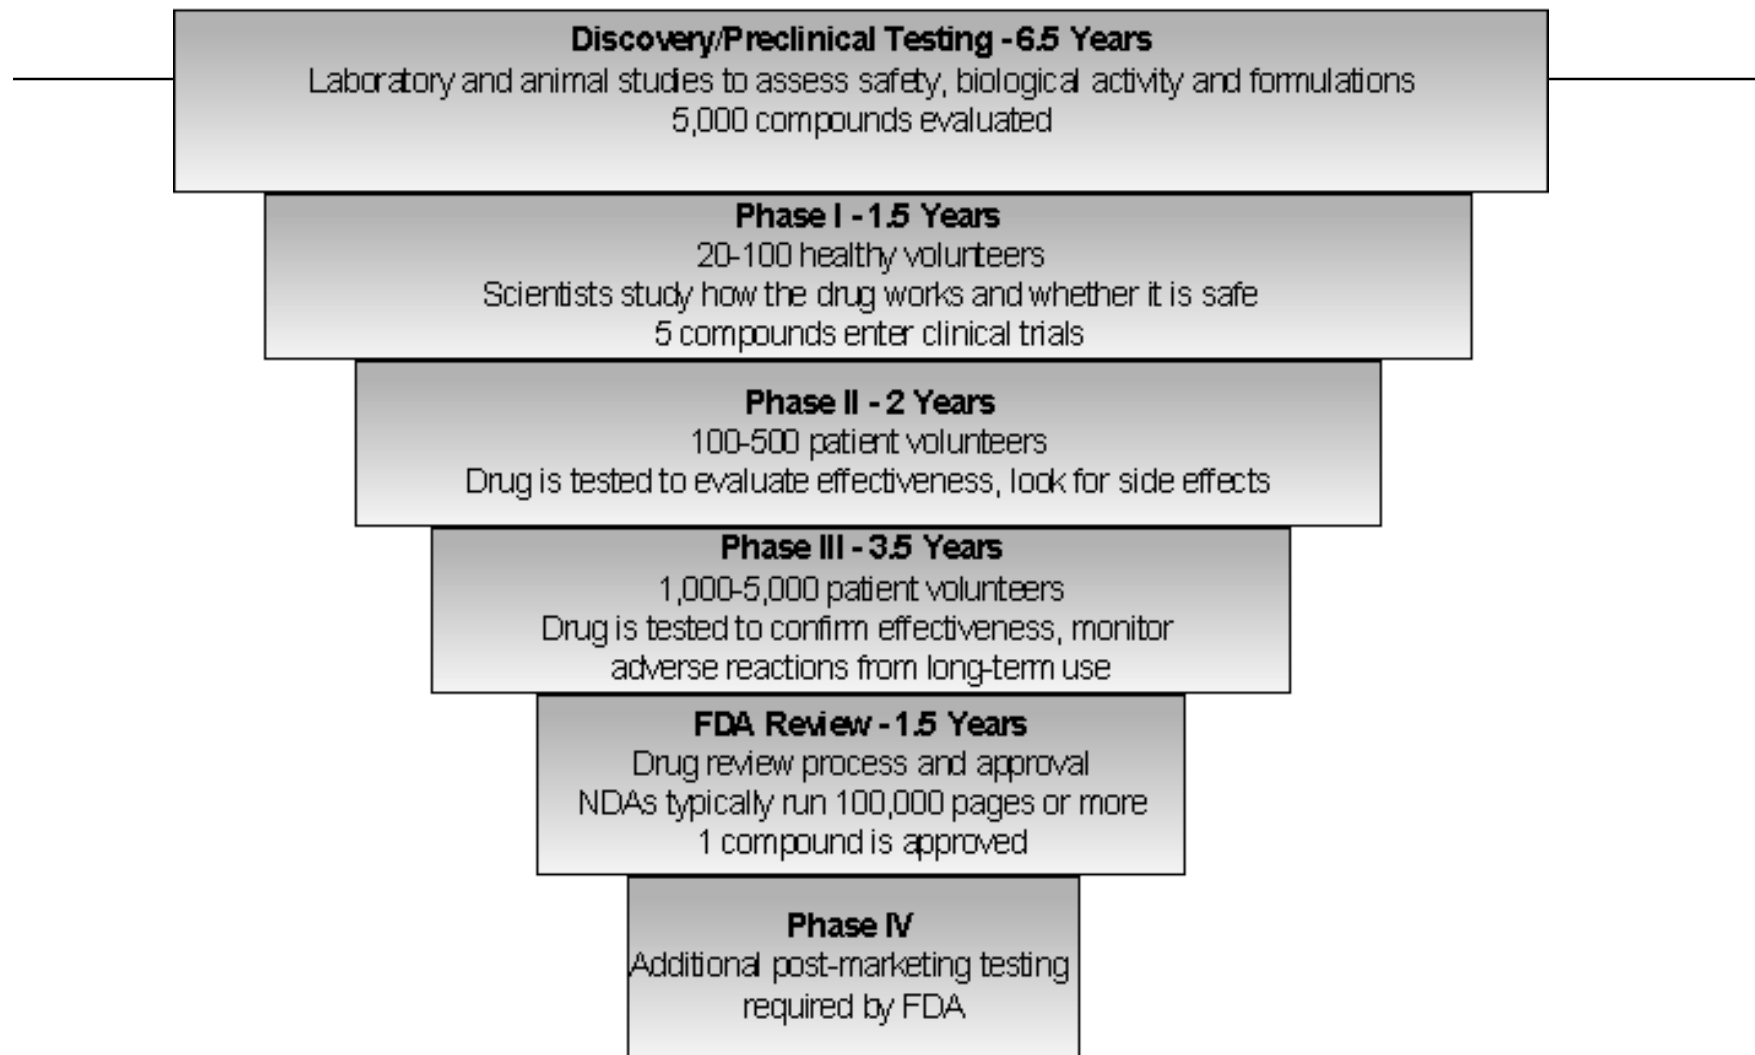 Discovery/Preclinical Testing - 6.5 Years
Laboratory and animal studies to assess safety, biological activity and formulations
5,000 compounds evaluated
Phase I - 1.5 Years
20-100 healthy volunteers
Scientists study how the drug works and whether it is safe
5 compounds enter clinical trials
Phase II - 2 Years
100-500 patient volunteers
Drug is tested to evaluate effectiveness, look for side effects
Phase III - 3.5 Years
1,000-5,000 patient volunteers
Drug is tested to confirm effectiveness, monitor
adverse reactions from long-term use
FDA Review - 1.5 Years
Drug review process and approval
NDAs typically run 100,000 pages or more
1 compound is approved
Phase IV
Additional post-marketing testing
required by FDA